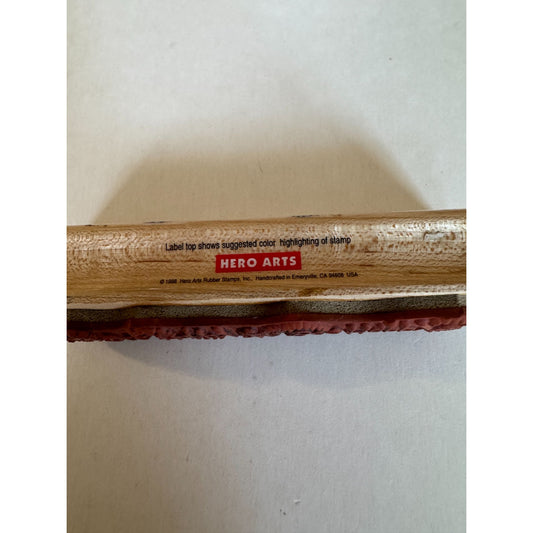 Label top shows suggested color highlighting of stamp
HERO ARTS
© 1998 Hero Arts Rubber Stamps, Inc., Handcrafted in Emeryville, CA 94608 USA